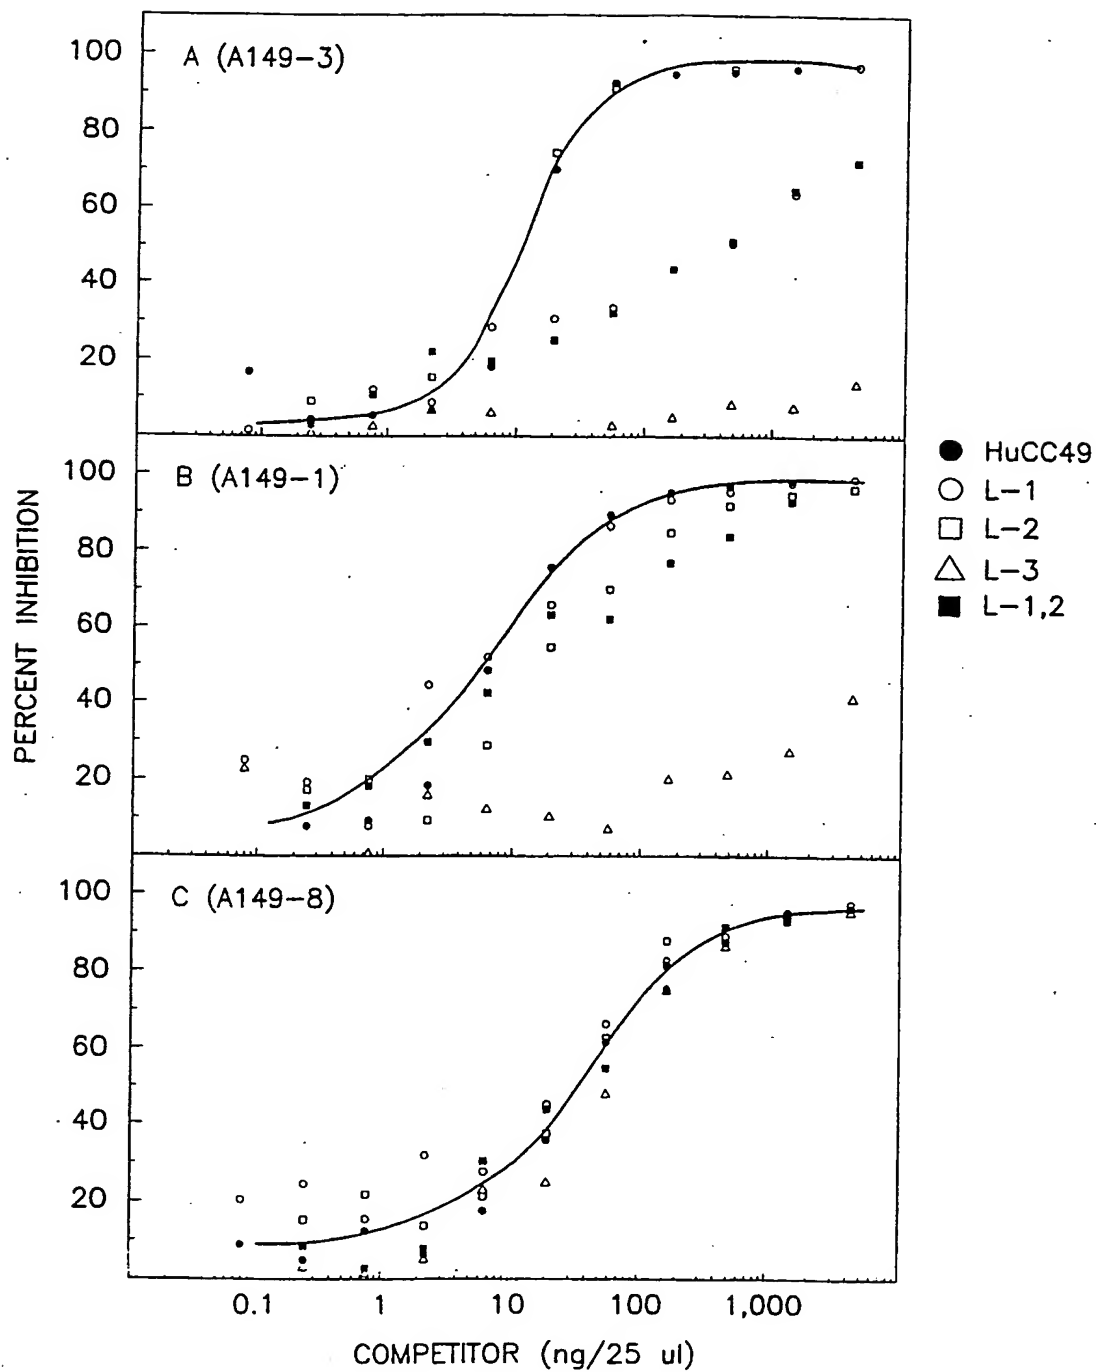 A (A149-3)
100
80
60
40
20
B (A149-1)
100
80
60
40
20
C (A149-8)
100
80
60
40
20
PERCENT INHIBITION
0.1 1 10 100 1,000
COMPETITOR (ng/25 ul)
HuCC49
L-1
L-2
L-3
L-1,2